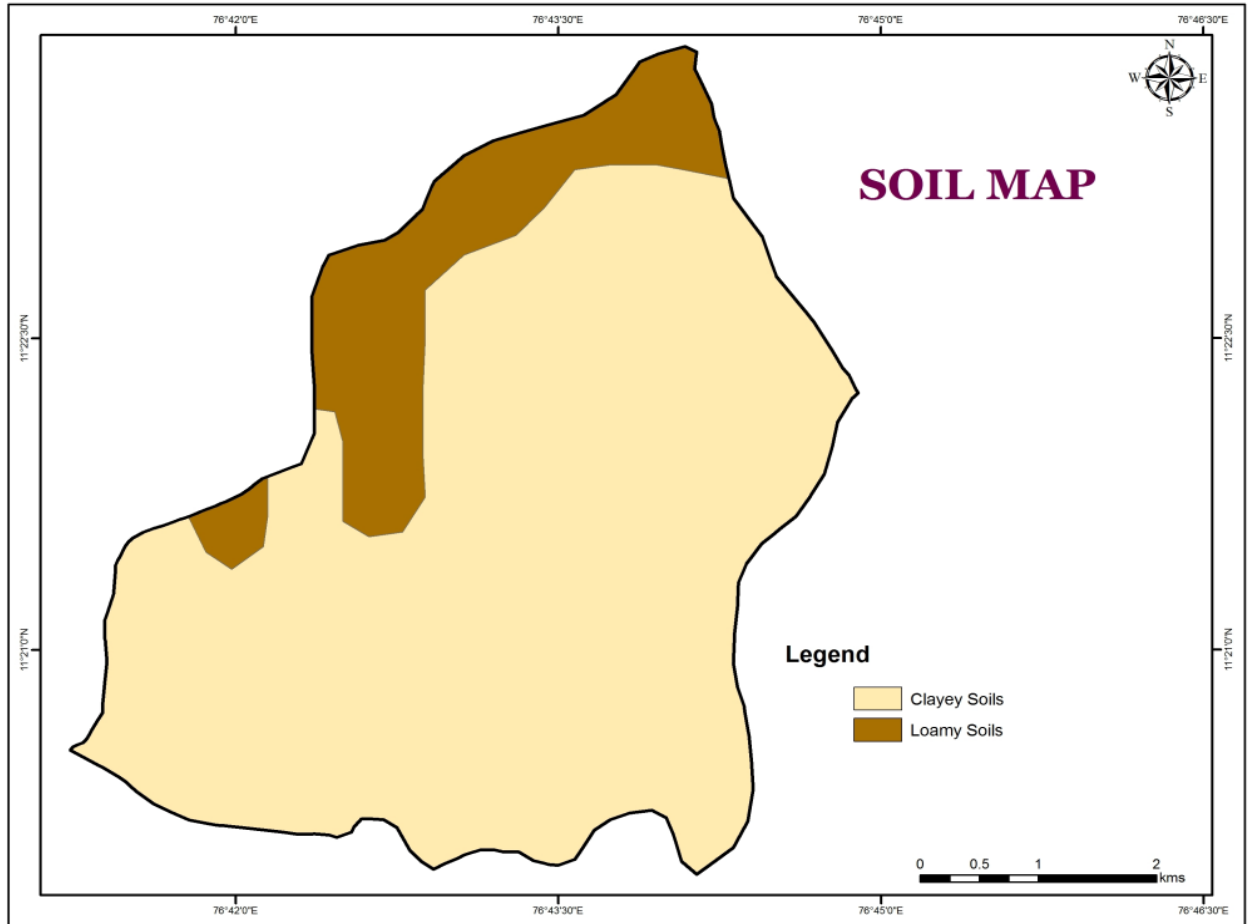 76°42'0"E 76°43'30"E 76°45'0"E 76°46'30"E
N
W E
S
SOIL MAP
11°22'30"N 11°22'30"N
11°21'0"N 11°21'0"N
Legend
Clayey Soils
Loamy Soils
0 0.5 1 2
kms
76°42'0"E 76°43'30"E 76°45'0"E 76°46'30"E